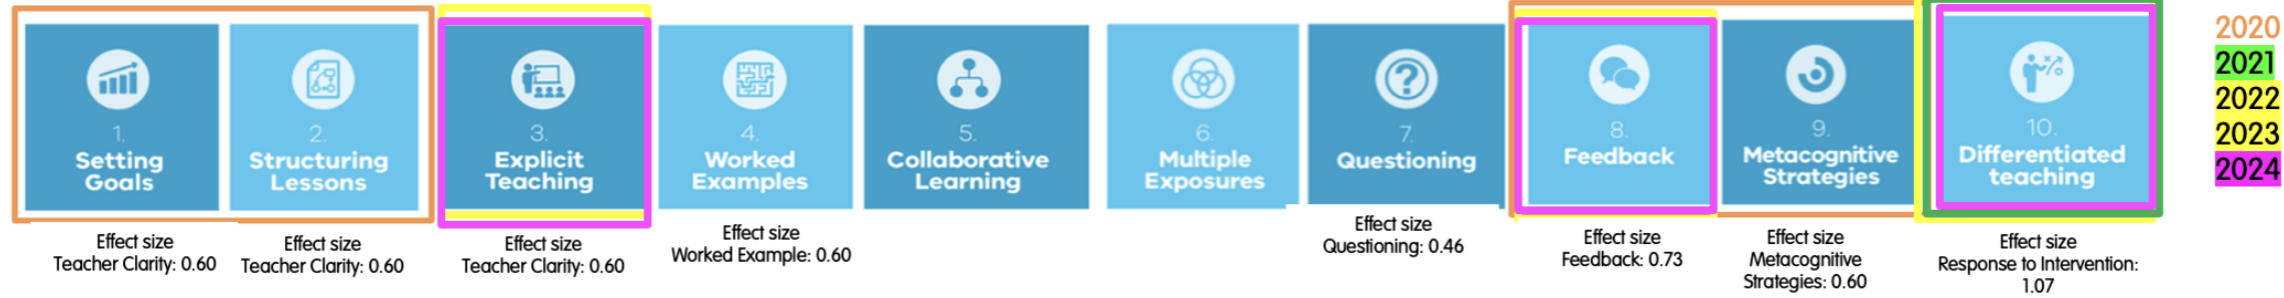 1.
Setting
Goals
2.
Structuring
Lessons
3.
Explicit
Teaching
4.
Worked
Examples
5.
Collaborative
Learning
6.
Multiple
Exposures
7.
Questioning
8.
Feedback
9.
Metacognitive
Strategies
10.
Differentiated
teaching
Effect size
Teacher Clarity: 0.60
Effect size
Teacher Clarity: 0.60
Effect size
Teacher Clarity: 0.60
Effect size
Worked Example: 0.60
Effect size
Questioning: 0.46
Effect size
Feedback: 0.73
Effect size
Metacognitive
Strategies: 0.60
Effect size
Response to Intervention:
1.07
2020
2021
2022
2023
2024